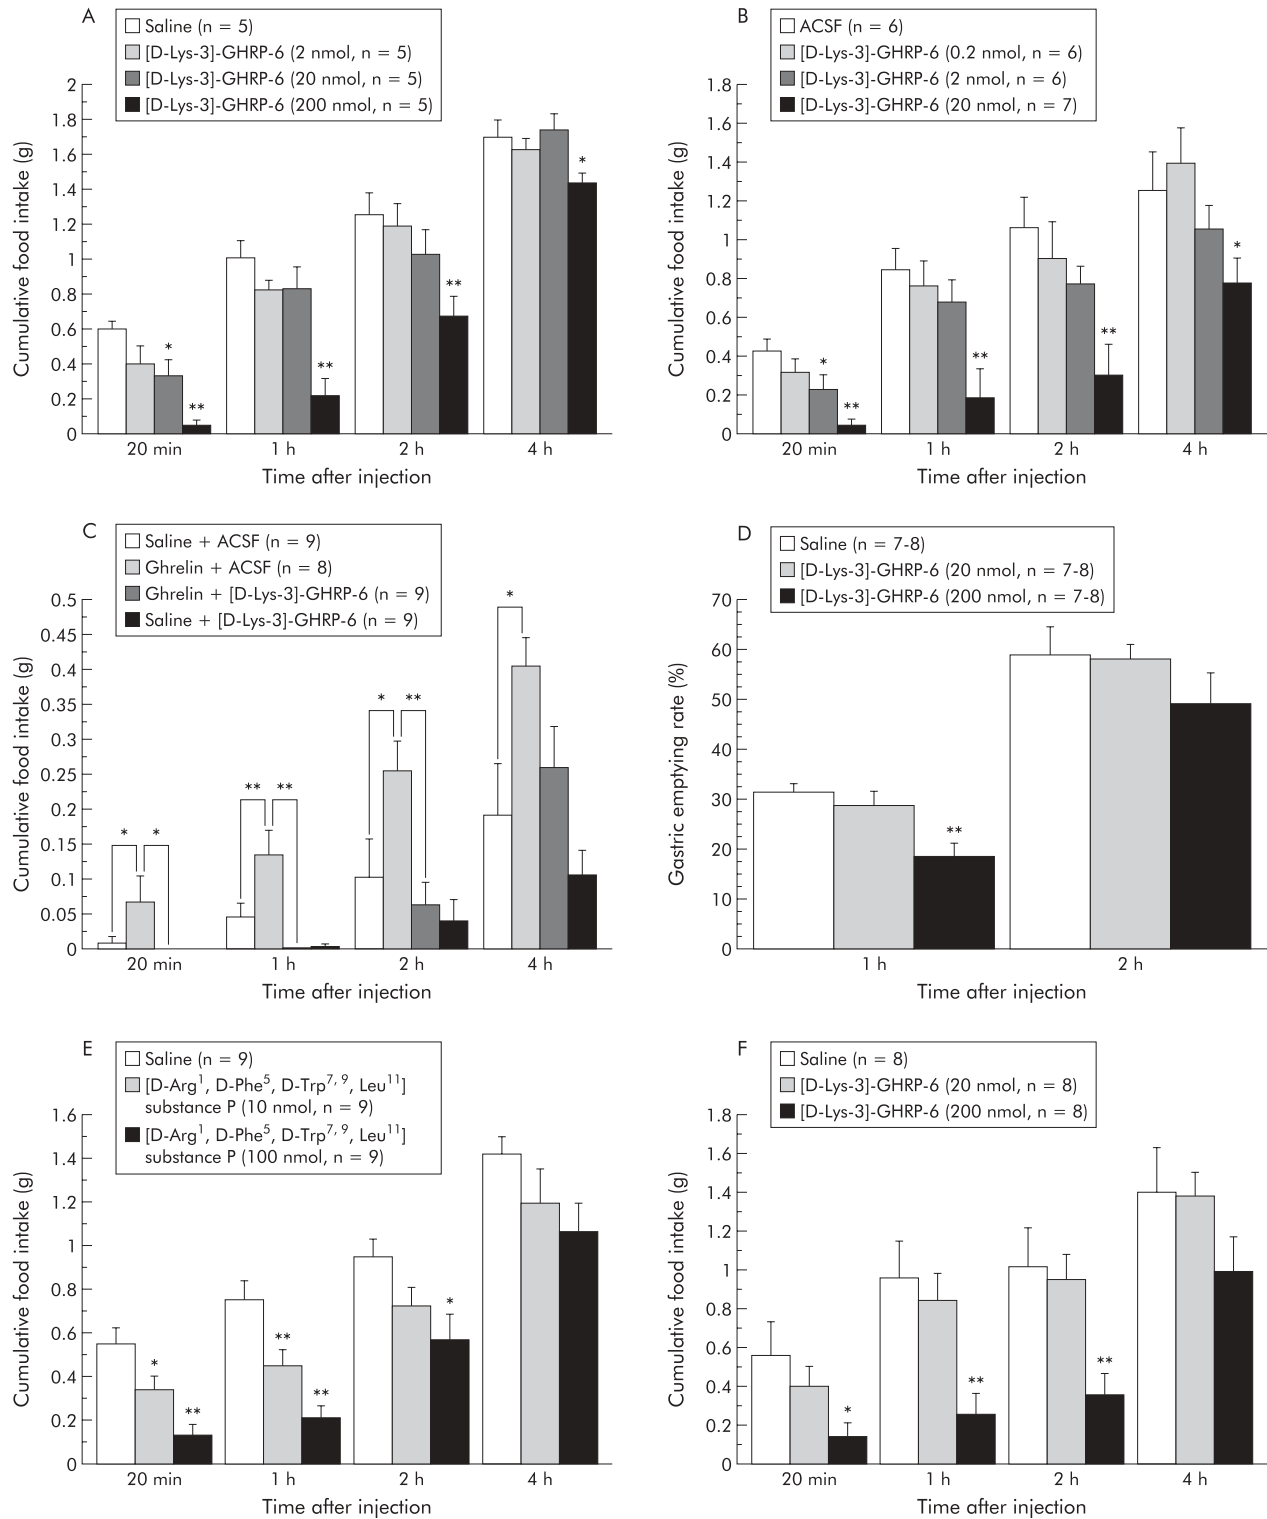 A
Saline (n = 5)
[D-Lys-3]-GHRP-6 (2 nmol, n = 5)
[D-Lys-3]-GHRP-6 (20 nmol, n = 5)
[D-Lys-3]-GHRP-6 (200 nmol, n = 5)
2
1.8
1.6
1.4
1.2
1
0.8
0.6
0.4
0.2
0
Cumulative food intake (g)
*
**
**
**
*
20 min
1 h
2 h
4 h
Time after injection
B
ACSF (n = 6)
[D-Lys-3]-GHRP-6 (0.2 nmol, n = 6)
[D-Lys-3]-GHRP-6 (2 nmol, n = 6)
[D-Lys-3]-GHRP-6 (20 nmol, n = 7)
1.8
1.6
1.4
1.2
1
0.8
0.6
0.4
0.2
0
Cumulative food intake (g)
*
**
**
**
*
20 min
1 h
2 h
4 h
Time after injection
C
Saline + ACSF (n = 9)
Ghrelin + ACSF (n = 8)
Ghrelin + [D-Lys-3]-GHRP-6 (n = 9)
Saline + [D-Lys-3]-GHRP-6 (n = 9)
0.5
0.45
0.4
0.35
0.3
0.25
0.2
0.15
0.1
0.05
0
Cumulative food intake (g)
* *
** **
* **
*
20 min
1 h
2 h
4 h
Time after injection
D
Saline (n = 7-8)
[D-Lys-3]-GHRP-6 (20 nmol, n = 7-8)
[D-Lys-3]-GHRP-6 (200 nmol, n = 7-8)
70
60
50
40
30
20
10
0
Gastric emptying rate (%)
**
1 h
2 h
Time after injection
E
Saline (n = 9)
[D-Arg1, D-Phe5, D-Trp7, 9, Leu11]
substance P (10 nmol, n = 9)
[D-Arg1, D-Phe5, D-Trp7, 9, Leu11]
substance P (100 nmol, n = 9)
1.6
1.4
1.2
1
0.8
0.6
0.4
0.2
0
Cumulative food intake (g)
*
**
**
**
*
20 min
1 h
2 h
4 h
Time after injection
F
Saline (n = 8)
[D-Lys-3]-GHRP-6 (20 nmol, n = 8)
[D-Lys-3]-GHRP-6 (200 nmol, n = 8)
1.8
1.6
1.4
1.2
1
0.8
0.6
0.4
0.2
0
Cumulative food intake (g)
*
**
**
20 min
1 h
2 h
4 h
Time after injection